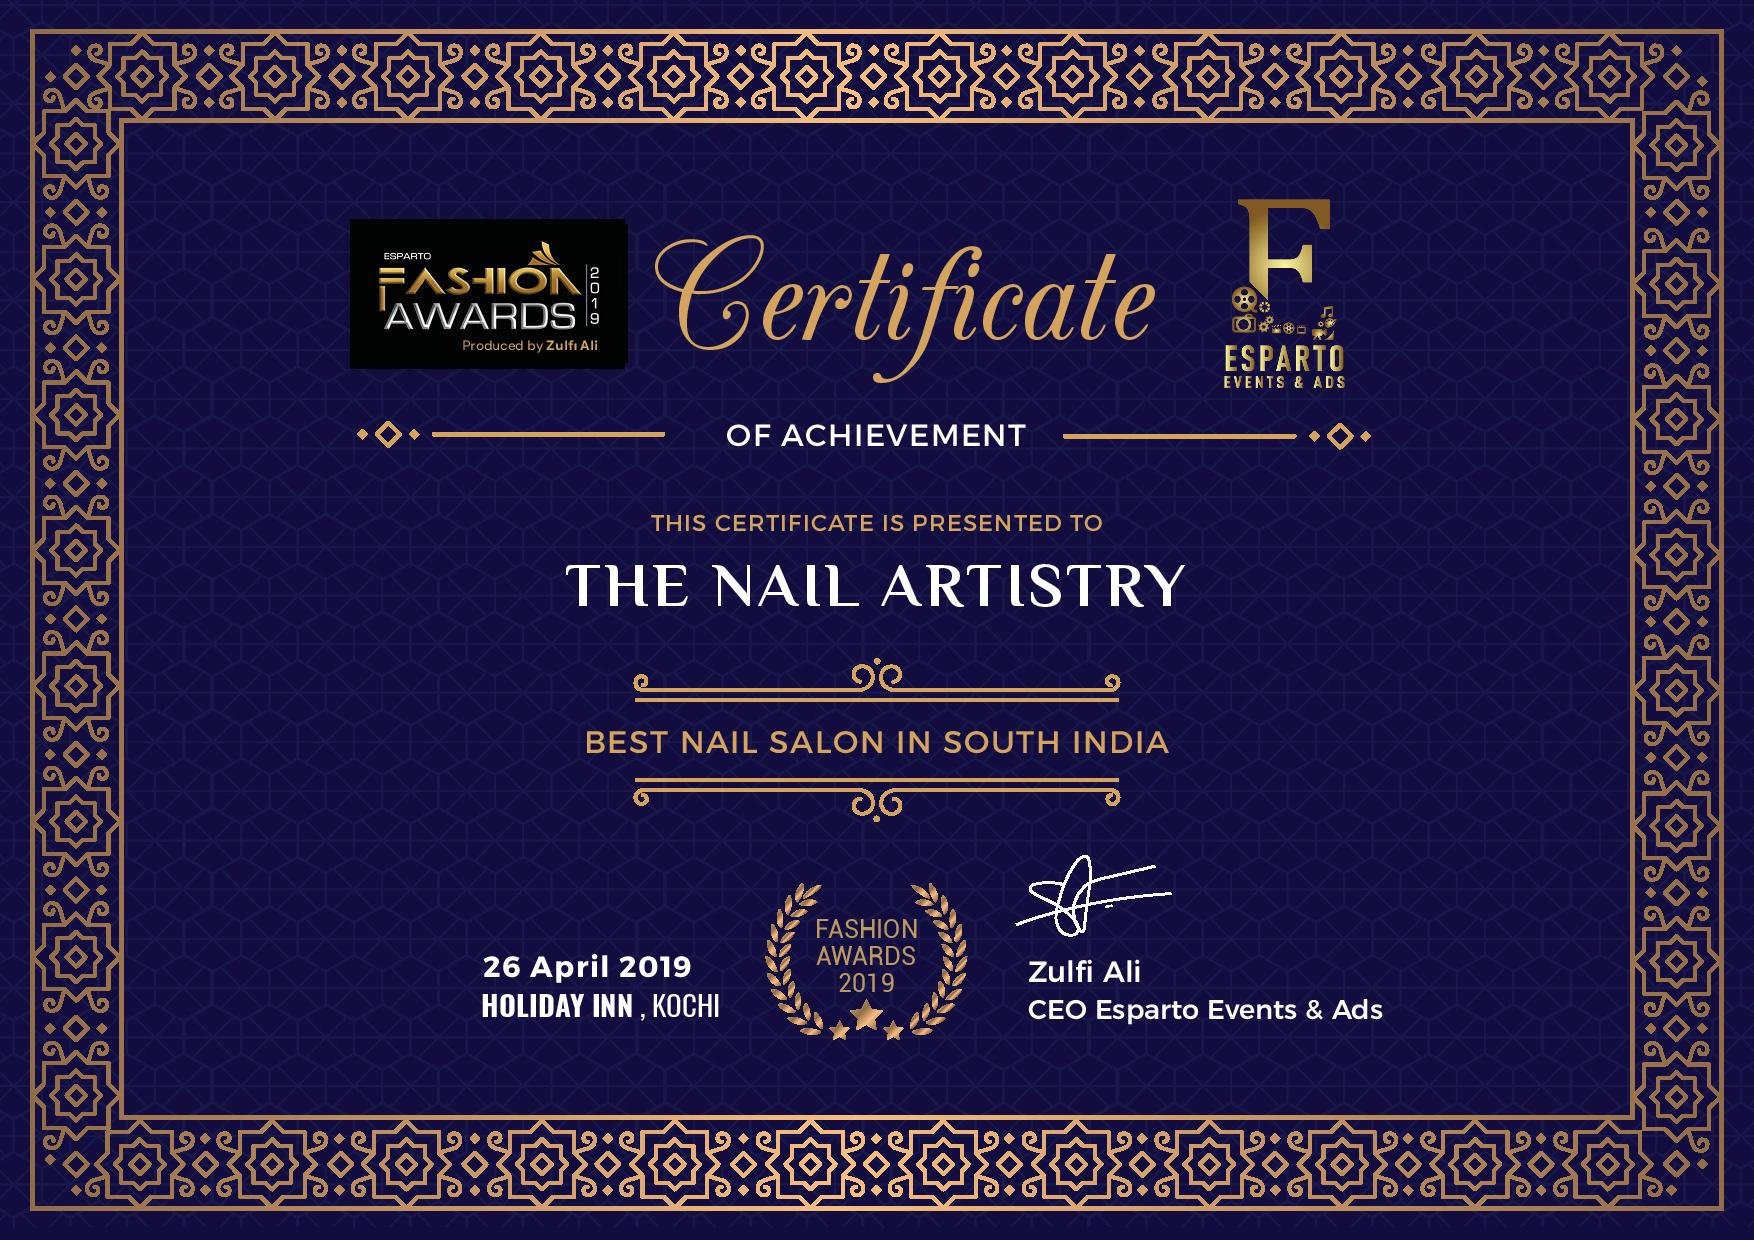 ESPARTO
FASHION
AWARDS
2019
Produced by Zulfi Ali
Certificate
E
ESPARTO
EVENTS & ADS
OF ACHIEVEMENT
THIS CERTIFICATE IS PRESENTED TO
THE NAIL ARTISTRY
BEST NAIL SALON IN SOUTH INDIA
26 April 2019
HOLIDAY INN , KOCHI
FASHION
AWARDS
2019
Zulfi Ali
CEO Esparto Events & Ads